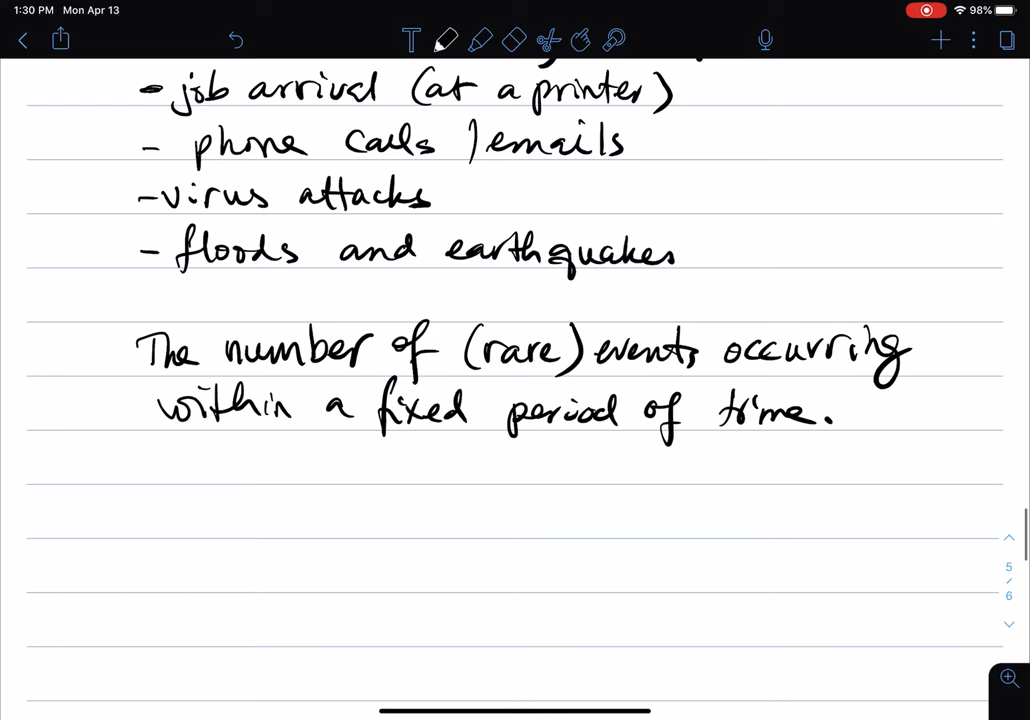 1:30 PM Mon Apr 13
98%
- job arrival (at a printer)
- phone calls / emails
- virus attacks
- floods and earthquakes
The number of (rare) events occurring
within a fixed period of time.
5
/
6